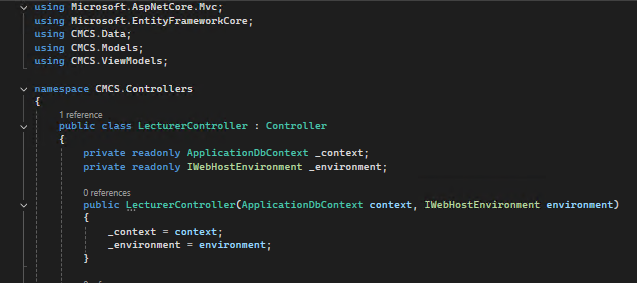 using Microsoft.AspNetCore.Mvc;
using Microsoft.EntityFrameworkCore;
using CMCS.Data;
using CMCS.Models;
using CMCS.ViewModels;
namespace CMCS.Controllers
{
1 reference
public class LecturerController : Controller
{
private readonly ApplicationDbContext _context;
private readonly IWebHostEnvironment _environment;
0 references
public LecturerController(ApplicationDbContext context, IWebHostEnvironment environment)
{
_context = context;
_environment = environment;
}